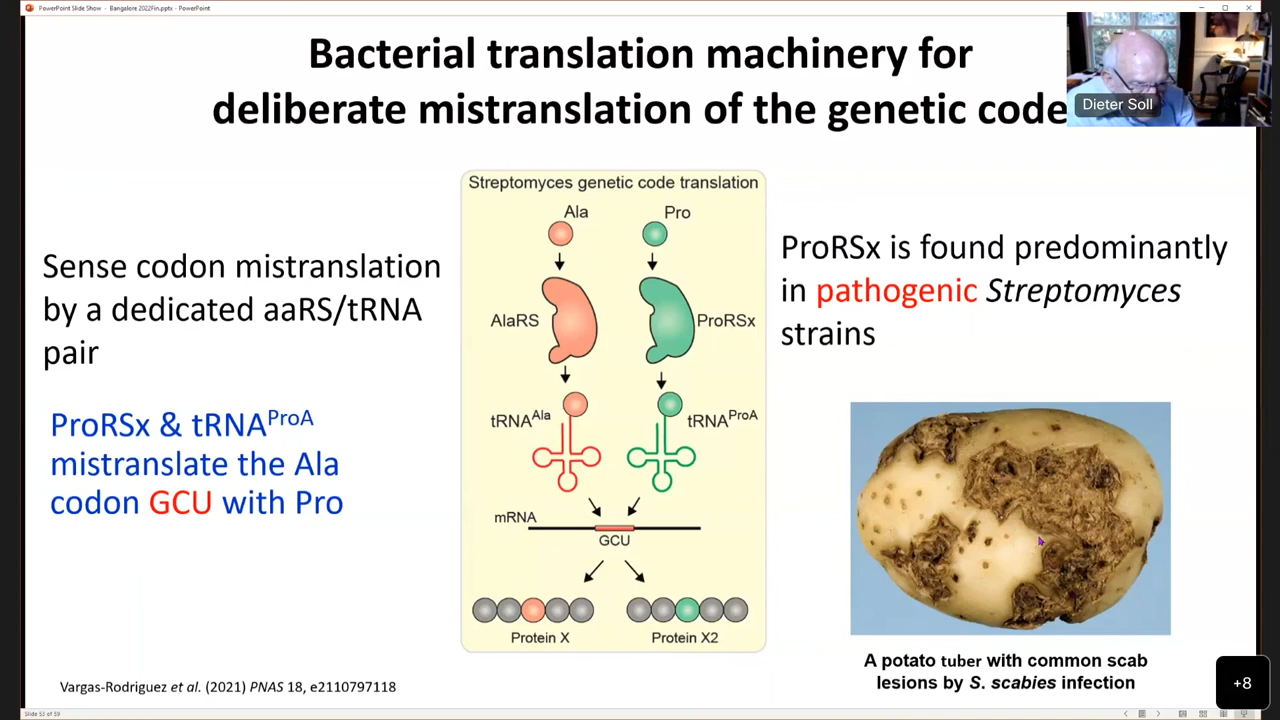 PowerPoint Slide Show - Bangalore 2022Fin.pptx - PowerPoint
Bacterial translation machinery for
deliberate mistranslation of the genetic code
Dieter Soll
Sense codon mistranslation
by a dedicated aaRS/tRNA
pair
ProRSx & tRNAProA
mistranslate the Ala
codon GCU with Pro
Streptomyces genetic code translation
Ala
Pro
AlaRS
ProRSx
tRNAAla
tRNAProA
mRNA
GCU
Protein X
Protein X2
ProRSx is found predominantly
in pathogenic Streptomyces
strains
A potato tuber with common scab
lesions by S. scabies infection
Vargas-Rodriguez et al. (2021) PNAS 18, e2110797118
+8
Slide 53 of 59